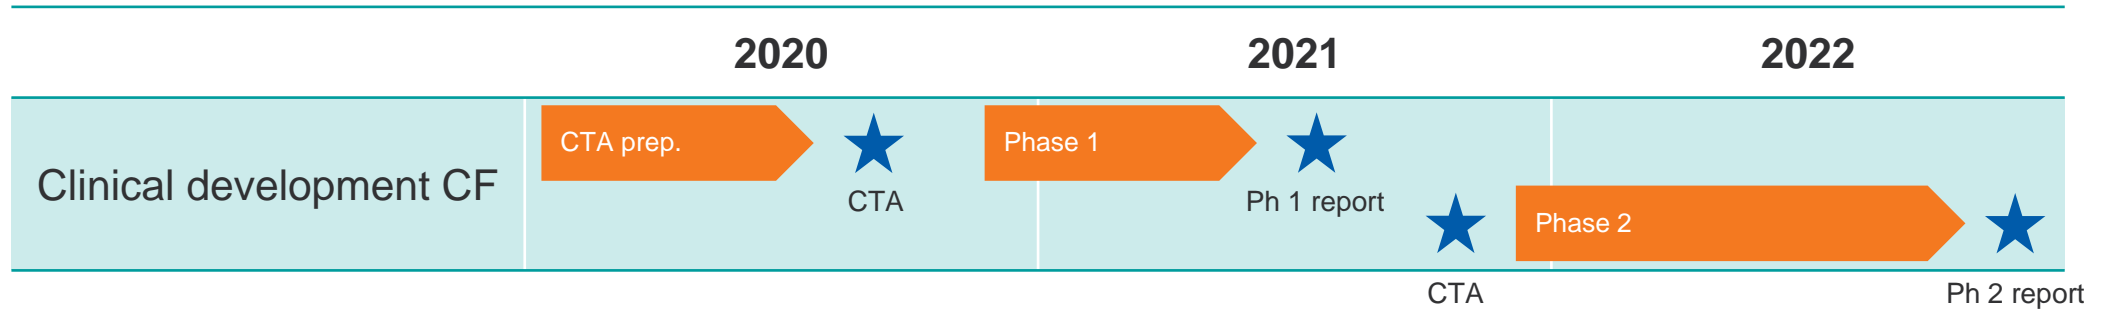 2020
2021
2022
Clinical development CF
CTA prep.
CTA
Phase 1
Ph 1 report
CTA
Phase 2
Ph 2 report